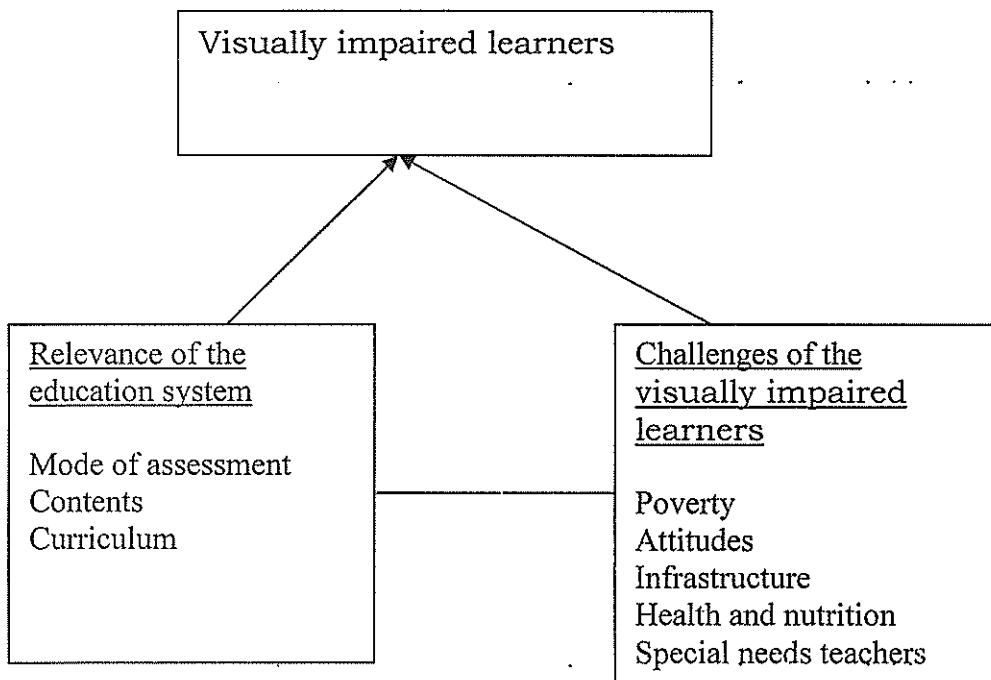 Visually impaired learners
Relevance of the
education system
Mode of assessment
Contents
Curriculum
Challenges of the
visually impaired
learners
Poverty
Attitudes
Infrastructure
Health and nutrition
Special needs teachers